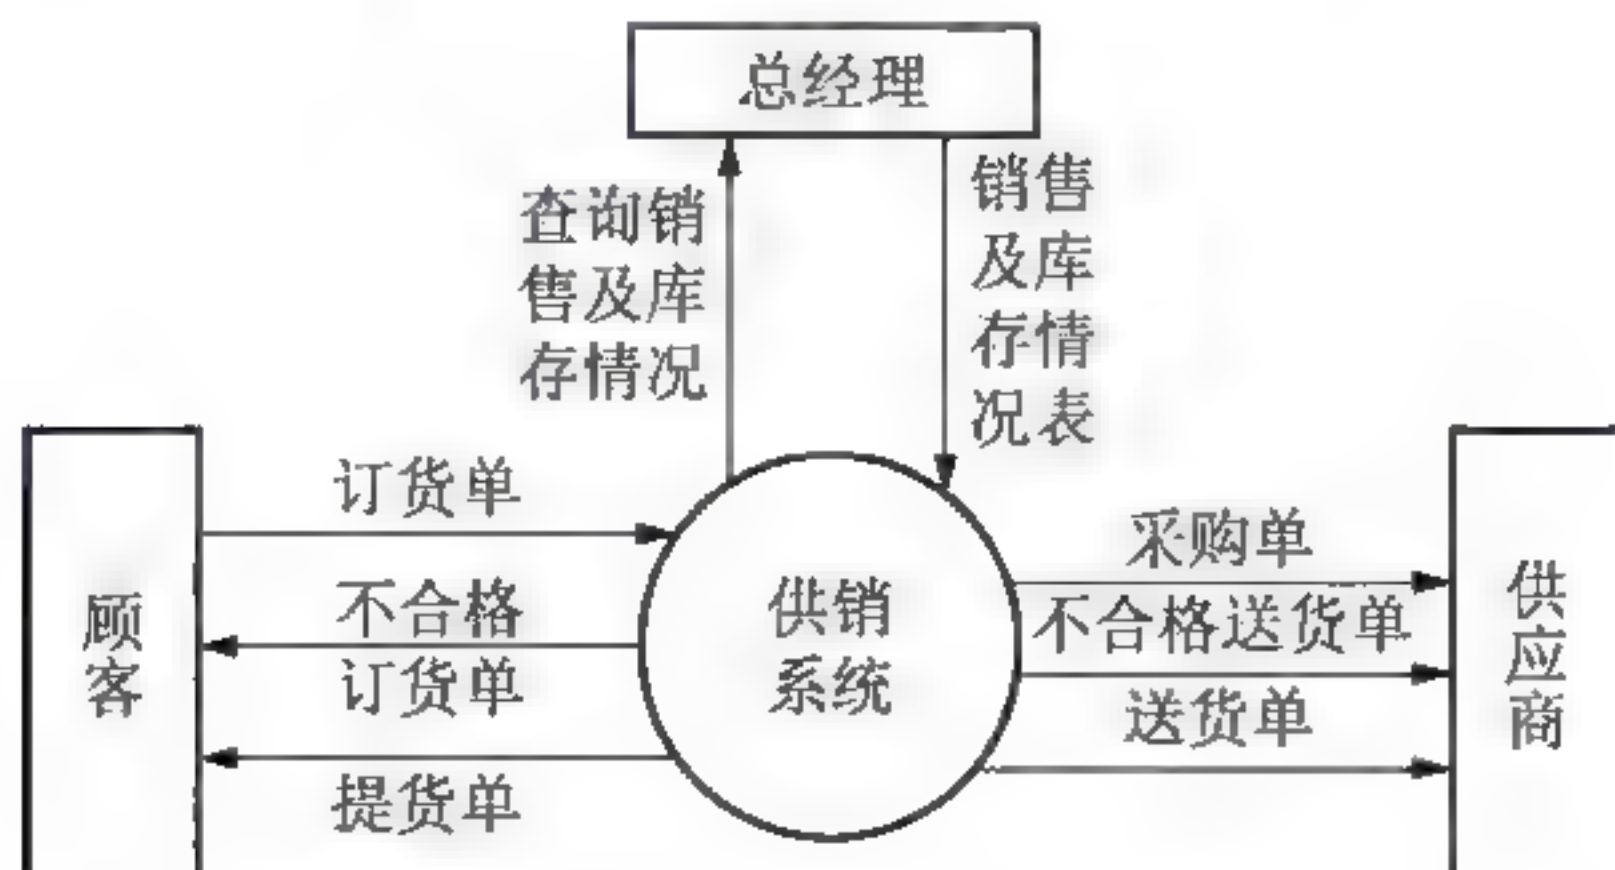 总经理
查询销
售及库
存情况
销售
及库
存情
况表
顾
客
订货单
不合格
订货单
提货单
供销
系统
采购单
不合格送货单
送货单
供
应
商